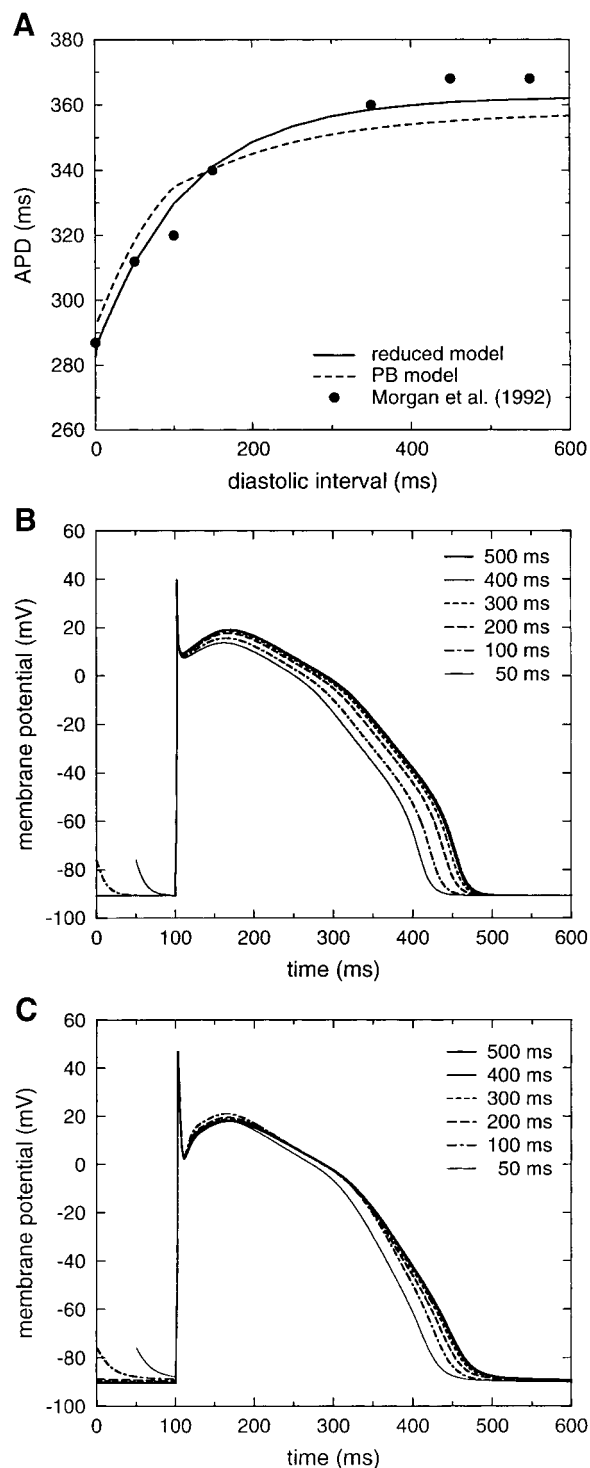 A
380
360
340
320
300
280
260
APD (ms)
reduced model
PB model
Morgan et al. (1992)
0
200
400
600
diastolic interval (ms)
B
60
40
20
0
-20
-40
-60
-80
-100
membrane potential (mV)
500 ms
400 ms
300 ms
200 ms
100 ms
50 ms
0
100
200
300
400
500
600
time (ms)
C
60
40
20
0
-20
-40
-60
-80
-100
membrane potential (mV)
500 ms
400 ms
300 ms
200 ms
100 ms
50 ms
0
100
200
300
400
500
600
time (ms)